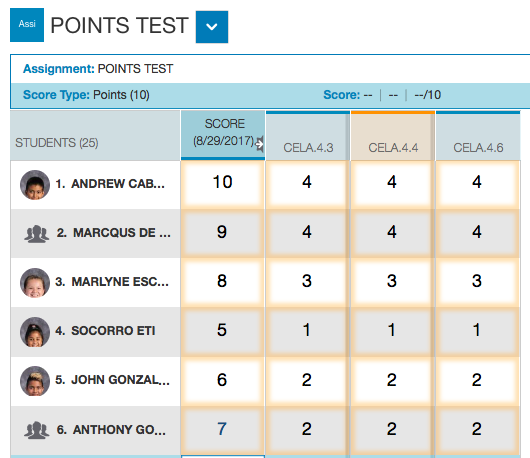 Assi POINTS TEST
Assignment: POINTS TEST
Score Type: Points (10) Score: -- | -- | --/10
STUDENTS (25) SCORE (8/29/2017) CELA.4.3 CELA.4.4 CELA.4.6
1. ANDREW CAB... 10 4 4 4
2. MARCQUS DE ... 9 4 4 4
3. MARLYNE ESC... 8 3 3 3
4. SOCORRO ETI 5 1 1 1
5. JOHN GONZAL... 6 2 2 2
6. ANTHONY GO... 7 2 2 2